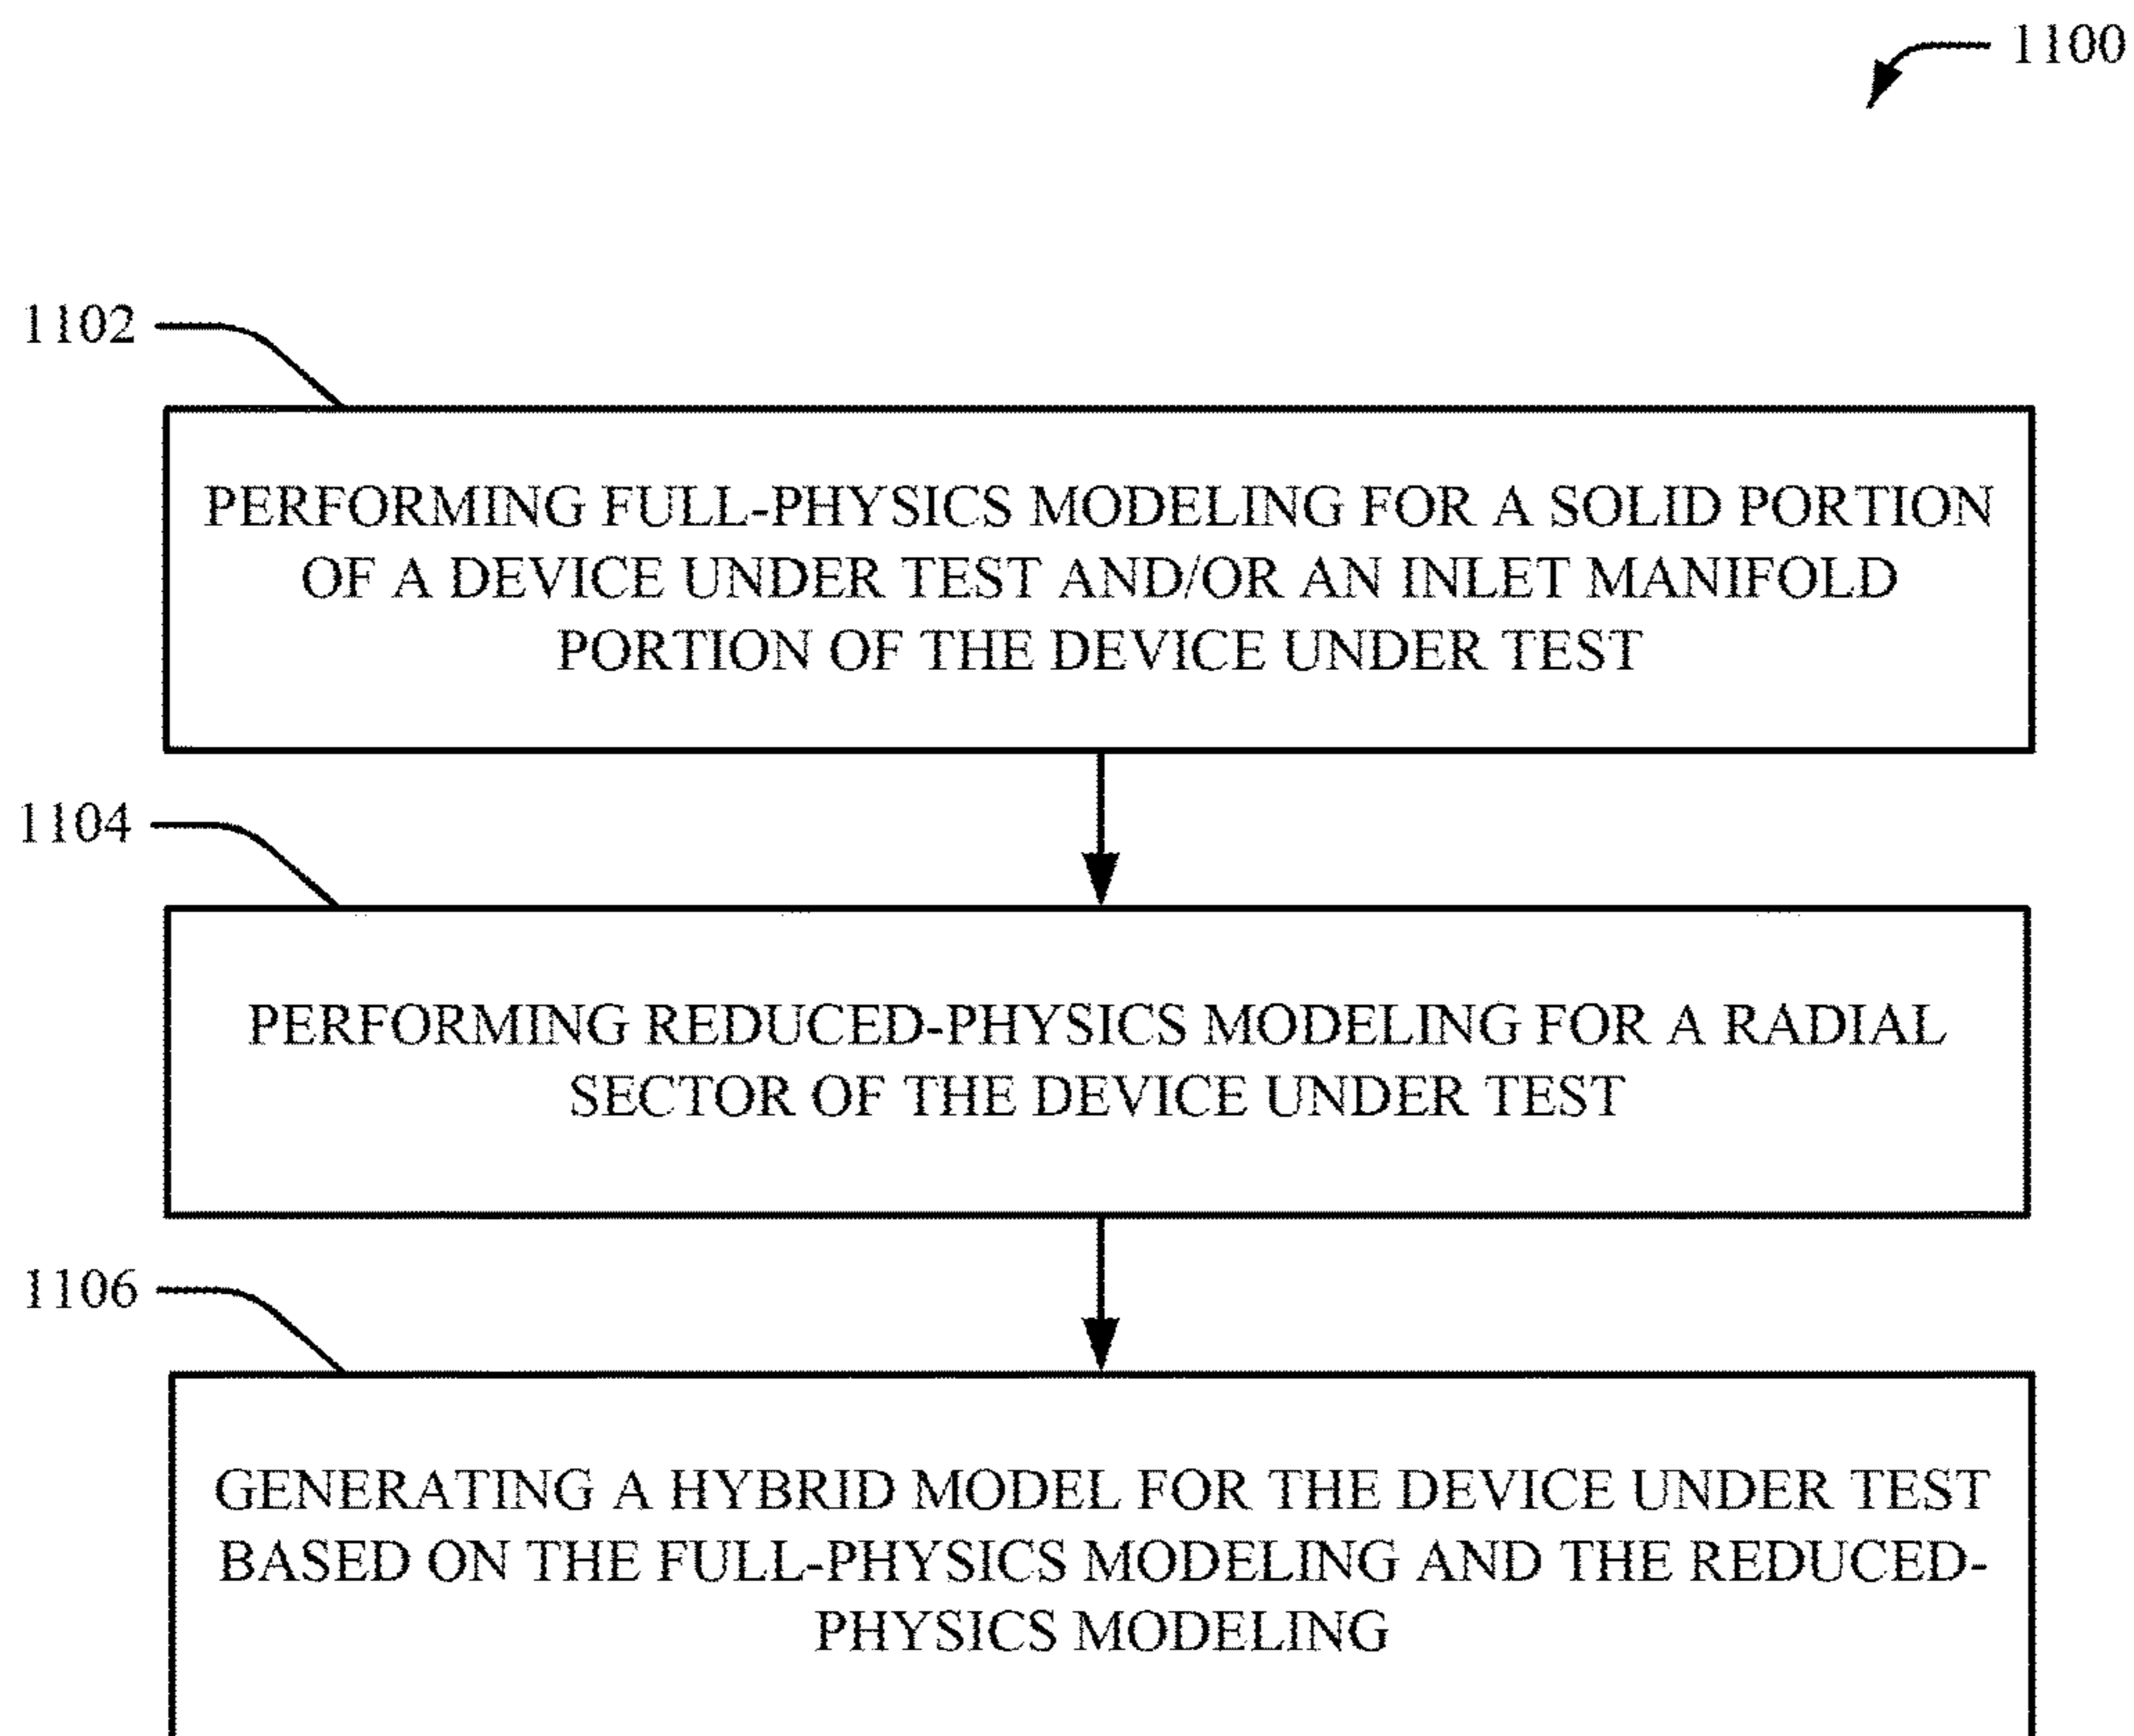 1100
1102
PERFORMING FULL-PHYSICS MODELING FOR A SOLID PORTION
OF A DEVICE UNDER TEST AND/OR AN INLET MANIFOLD
PORTION OF THE DEVICE UNDER TEST
1104
PERFORMING REDUCED-PHYSICS MODELING FOR A RADIAL
SECTOR OF THE DEVICE UNDER TEST
1106
GENERATING A HYBRID MODEL FOR THE DEVICE UNDER TEST
BASED ON THE FULL-PHYSICS MODELING AND THE REDUCED-
PHYSICS MODELING